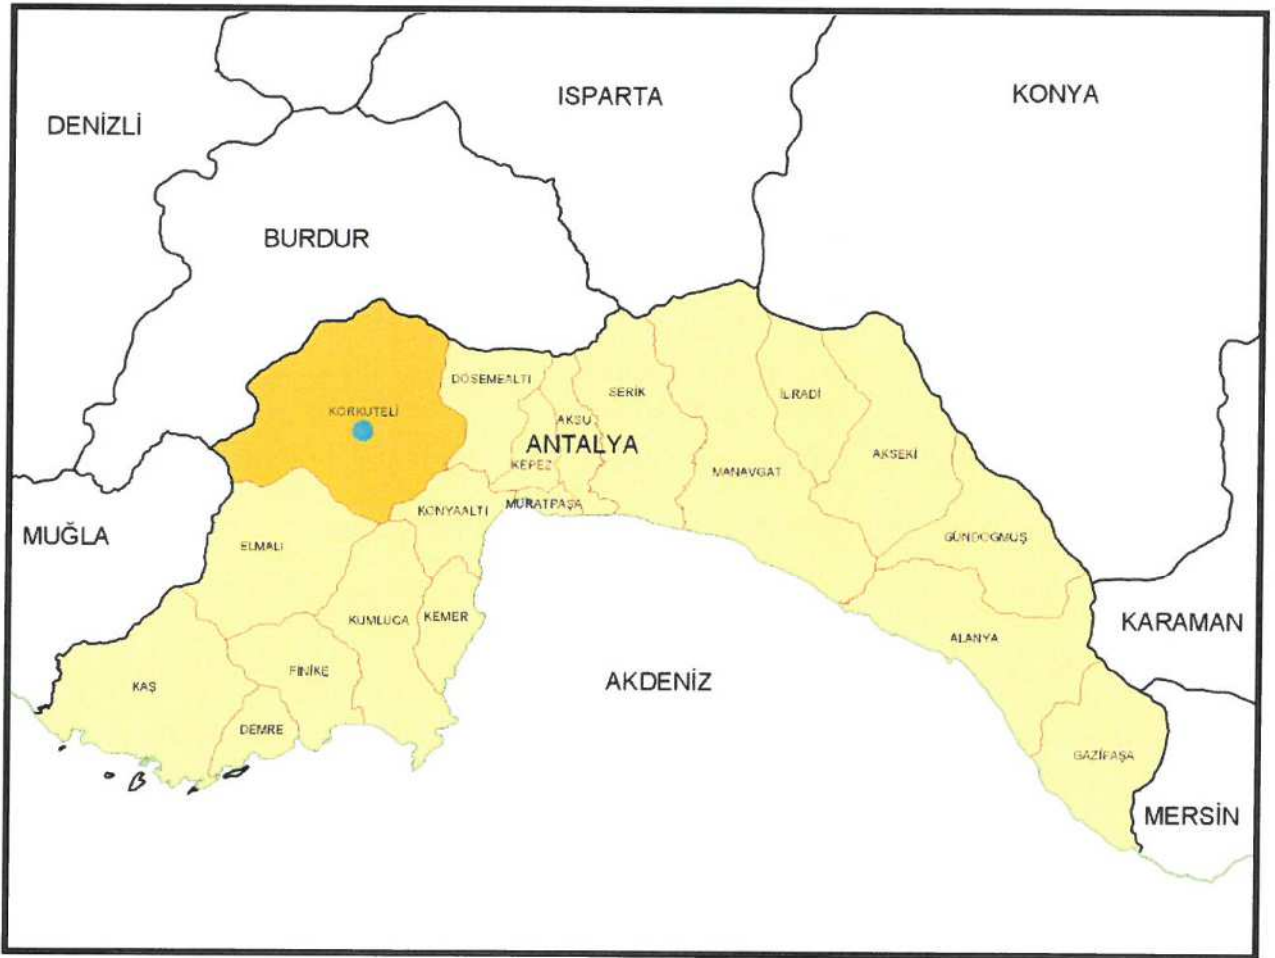 ISPARTA
KONYA
DENİZLİ
BURDUR
DÖŞEMEALTI
SERİK
İLRADİ
KORKUTELİ
AKSU
ANTALYA
AKSEKİ
KEPEZ
MANAVGAT
MURATPAŞA
KONYAALTI
MUĞLA
ELMALI
GÜNDOĞMUŞ
KUMLUCA
KEMER
KARAMAN
ALANYA
FİNİKE
AKDENİZ
KAŞ
DEMRE
GAZİPAŞA
MERSİN